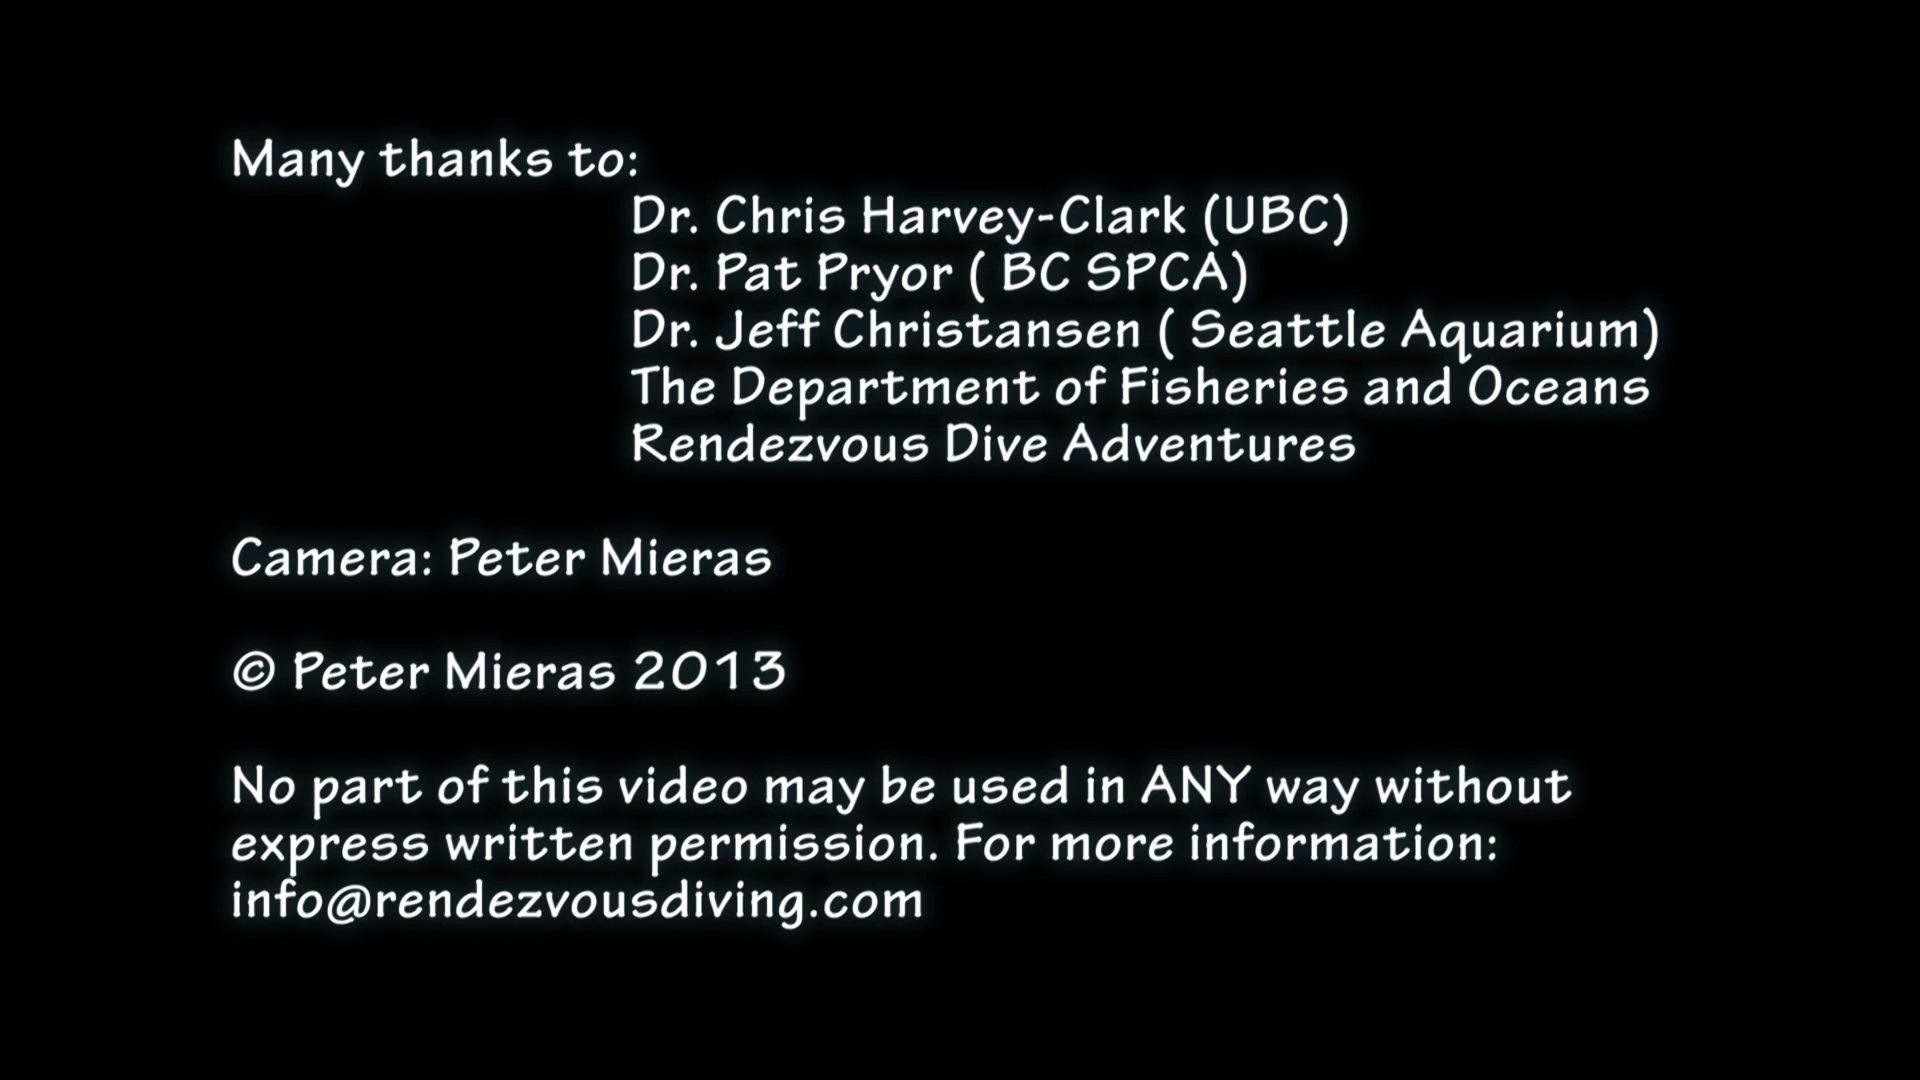 Many thanks to:
Dr. Chris Harvey-Clark (UBC)
Dr. Pat Pryor ( BC SPCA)
Dr. Jeff Christansen ( Seattle Aquarium)
The Department of Fisheries and Oceans
Rendezvous Dive Adventures
Camera: Peter Mieras
© Peter Mieras 2013
No part of this video may be used in ANY way without
express written permission. For more information:
info@rendezvousdiving.com